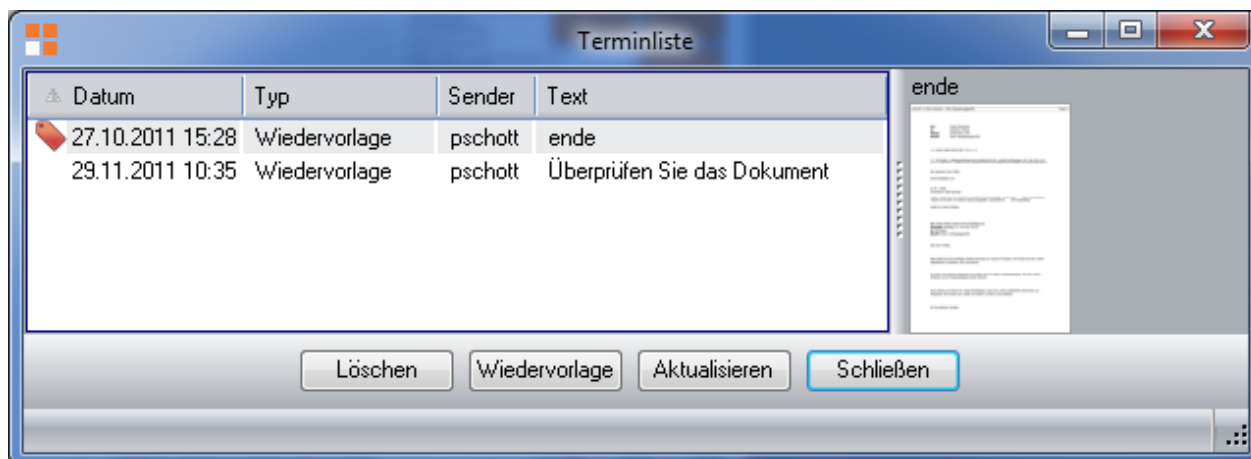 Terminliste
Datum Typ Sender Text
27.10.2011 15:28 Wiedervorlage pschott ende
29.11.2011 10:35 Wiedervorlage pschott Überprüfen Sie das Dokument
ende
Löschen Wiedervorlage Aktualisieren Schließen